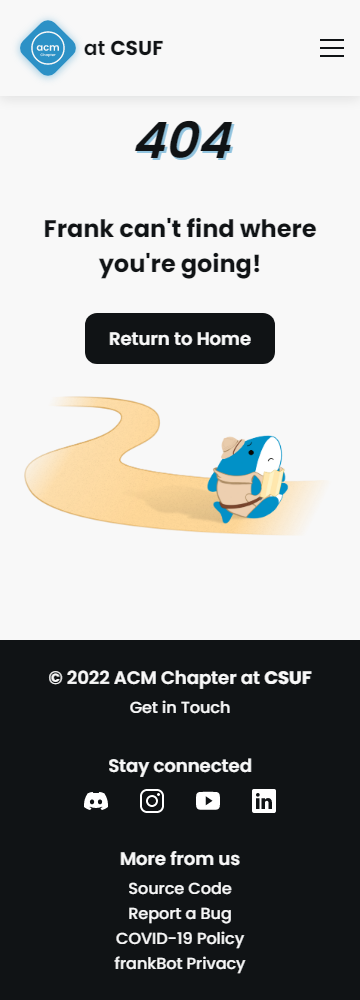 acm
Chapter
at CSUF
404
Frank can't find where
you're going!
Return to Home
© 2022 ACM Chapter at CSUF
Get in Touch
Stay connected
More from us
Source Code
Report a Bug
COVID-19 Policy
frankBot Privacy